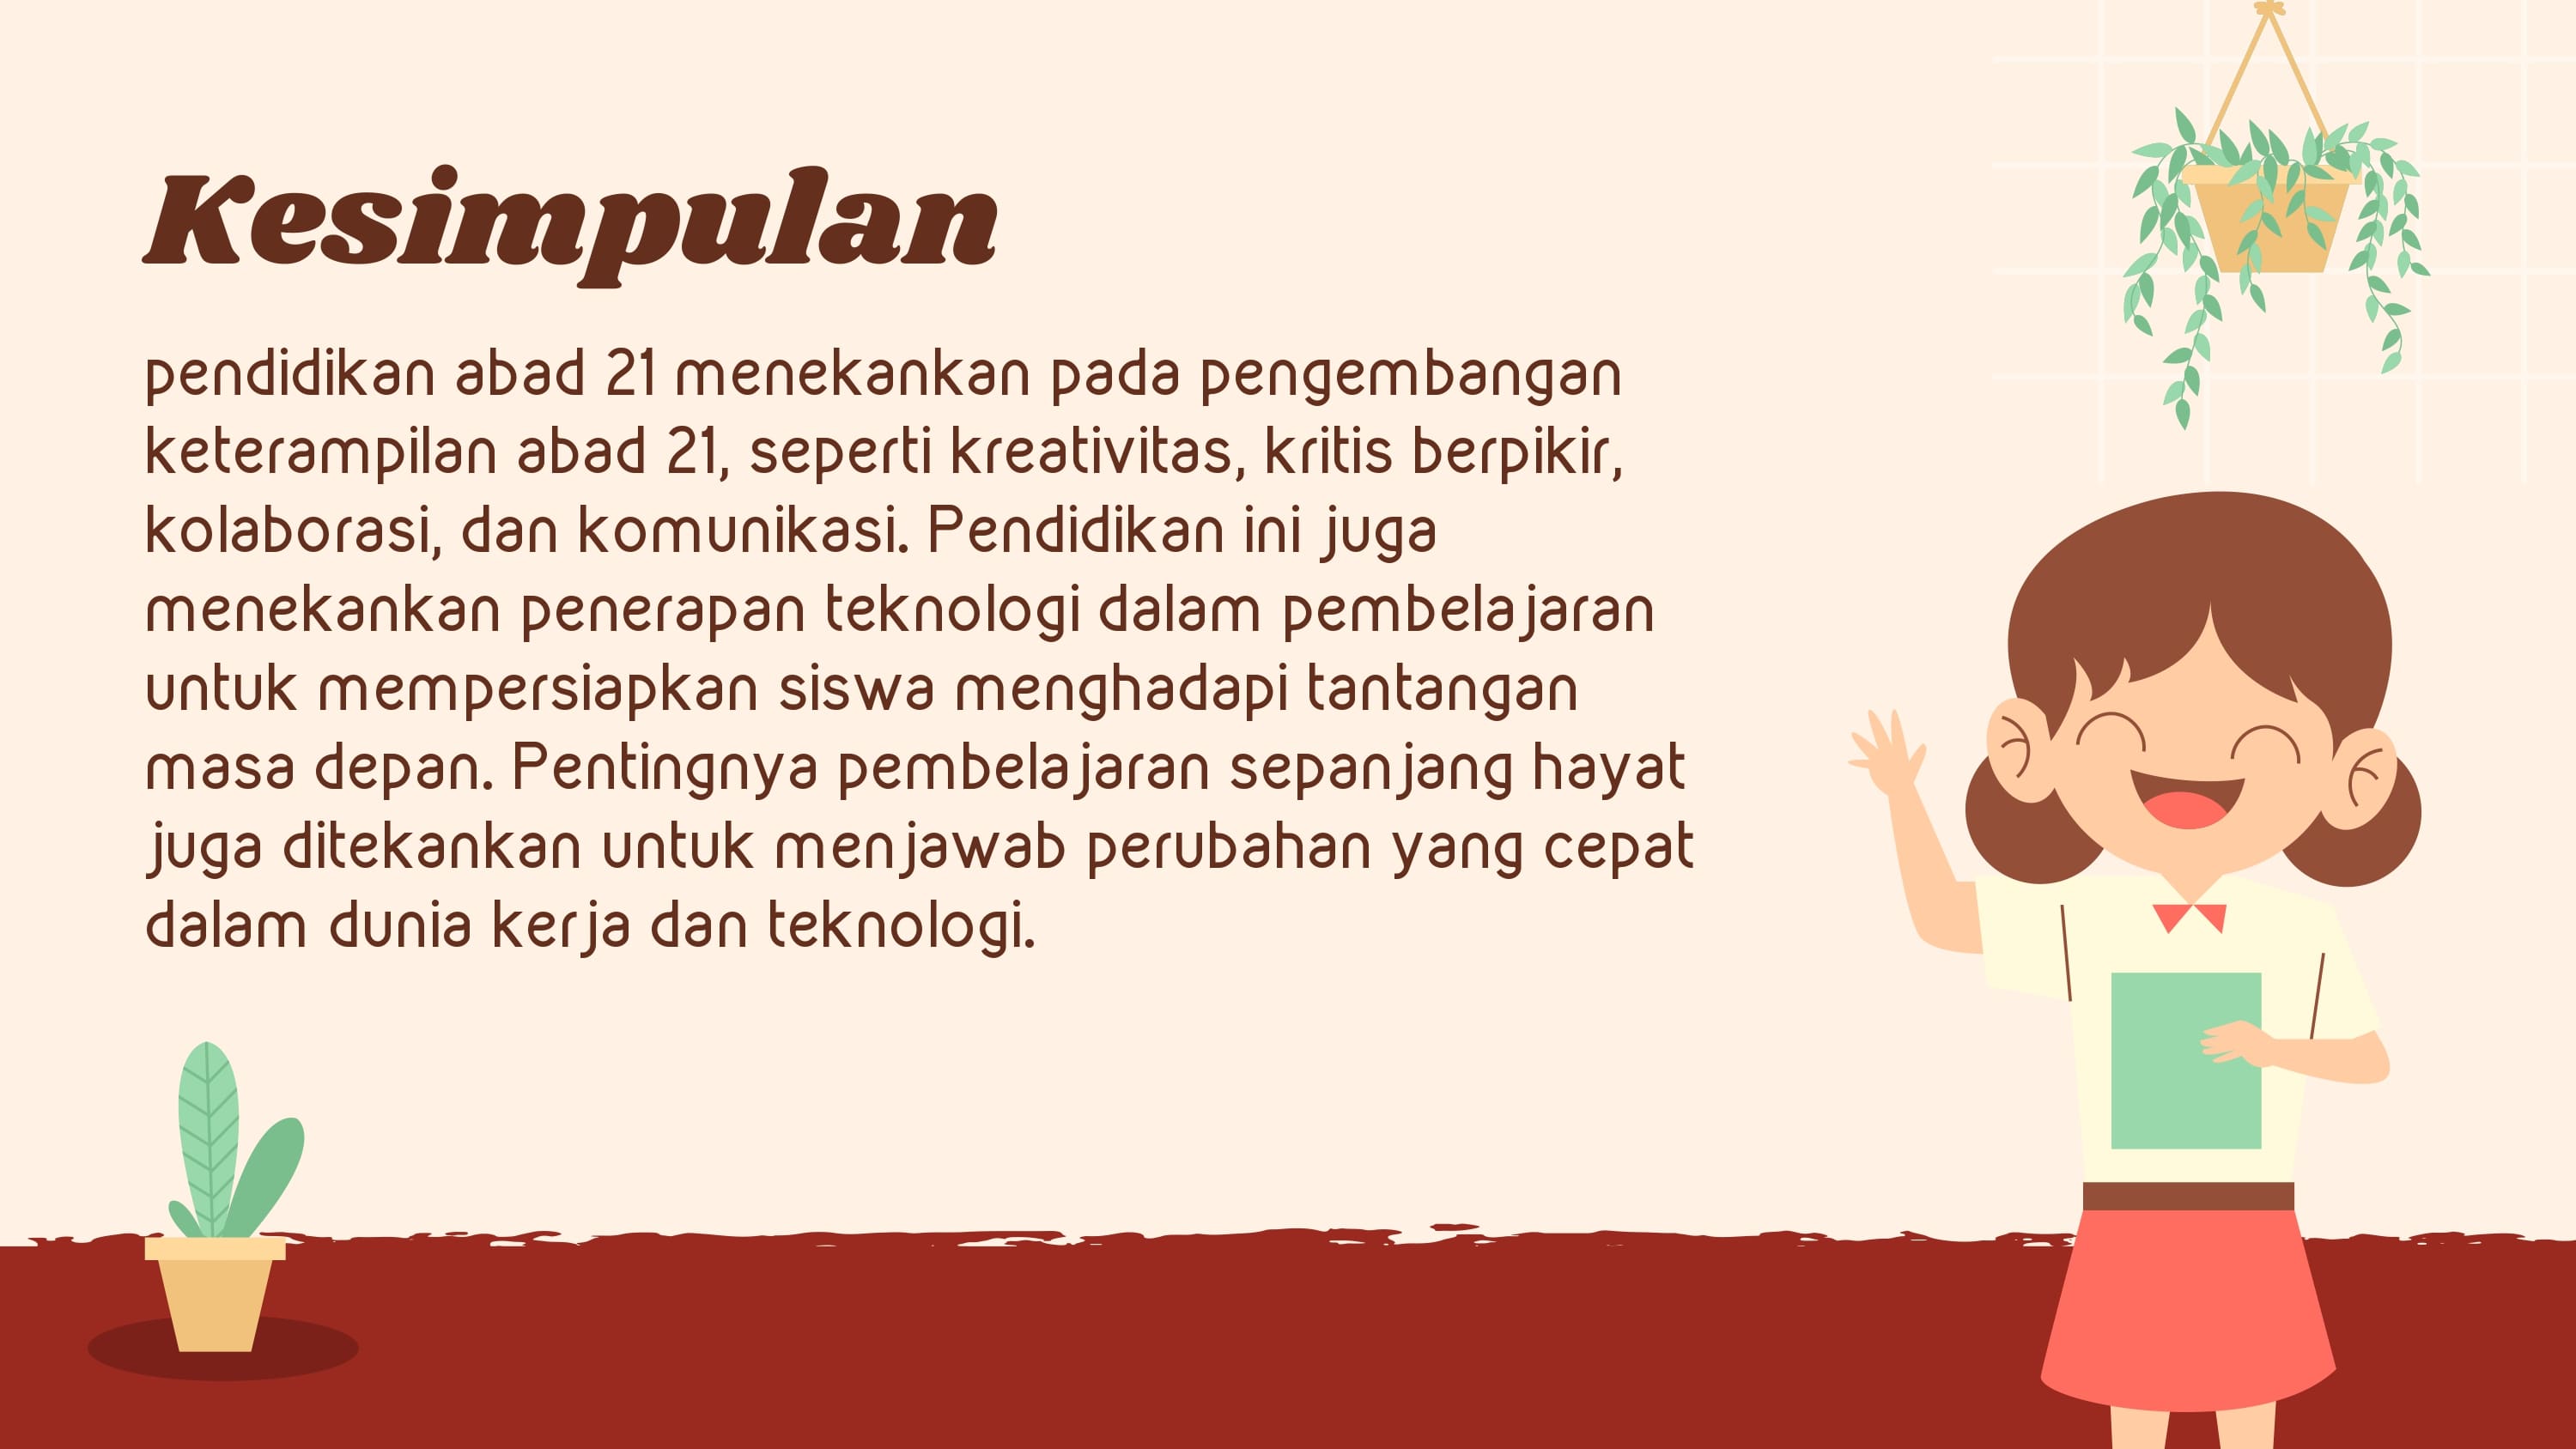 Kesimpulan
pendidikan abad 21 menekankan pada pengembangan
keterampilan abad 21, seperti kreativitas, kritis berpikir,
kolaborasi, dan komunikasi. Pendidikan ini juga
menekankan penerapan teknologi dalam pembelajaran
untuk mempersiapkan siswa menghadapi tantangan
masa depan. Pentingnya pembelajaran sepanjang hayat
juga ditekankan untuk menjawab perubahan yang cepat
dalam dunia kerja dan teknologi.